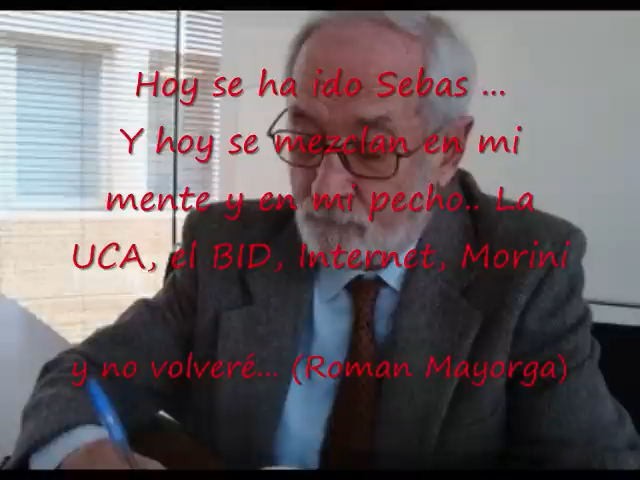 Hoy se ha ido Sebas ...
Y hoy se mezclan en mi
mente y en mi pecho.. La
UCA, el BID, Internet, Morini
y no volveré... (Roman Mayorga)